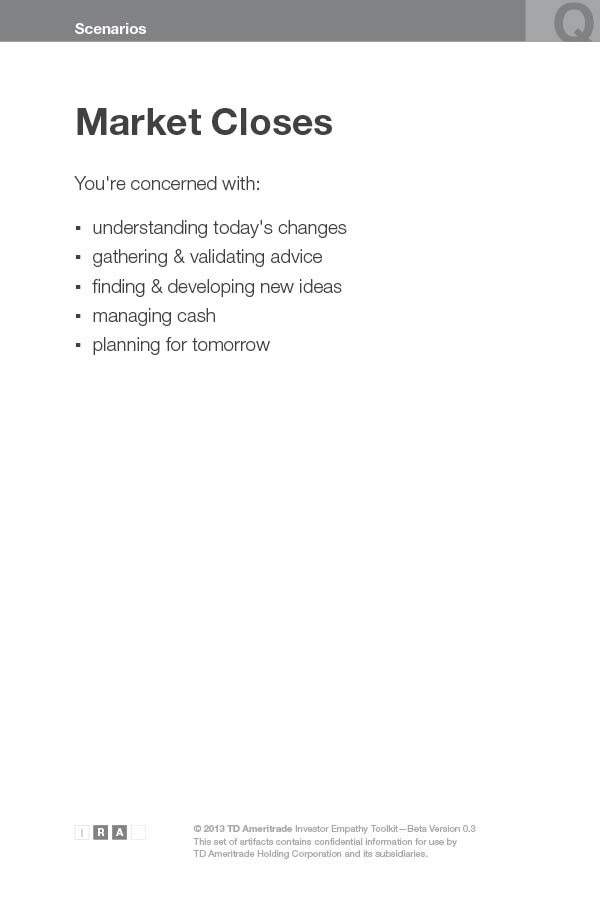 Scenarios
Q
Market Closes
You're concerned with:
▪ understanding today's changes
▪ gathering & validating advice
▪ finding & developing new ideas
▪ managing cash
▪ planning for tomorrow
I R A
© 2013 TD Ameritrade Investor Empathy Toolkit—Beta Version 0.3
This set of artifacts contains confidential information for use by
TD Ameritrade Holding Corporation and its subsidiaries.